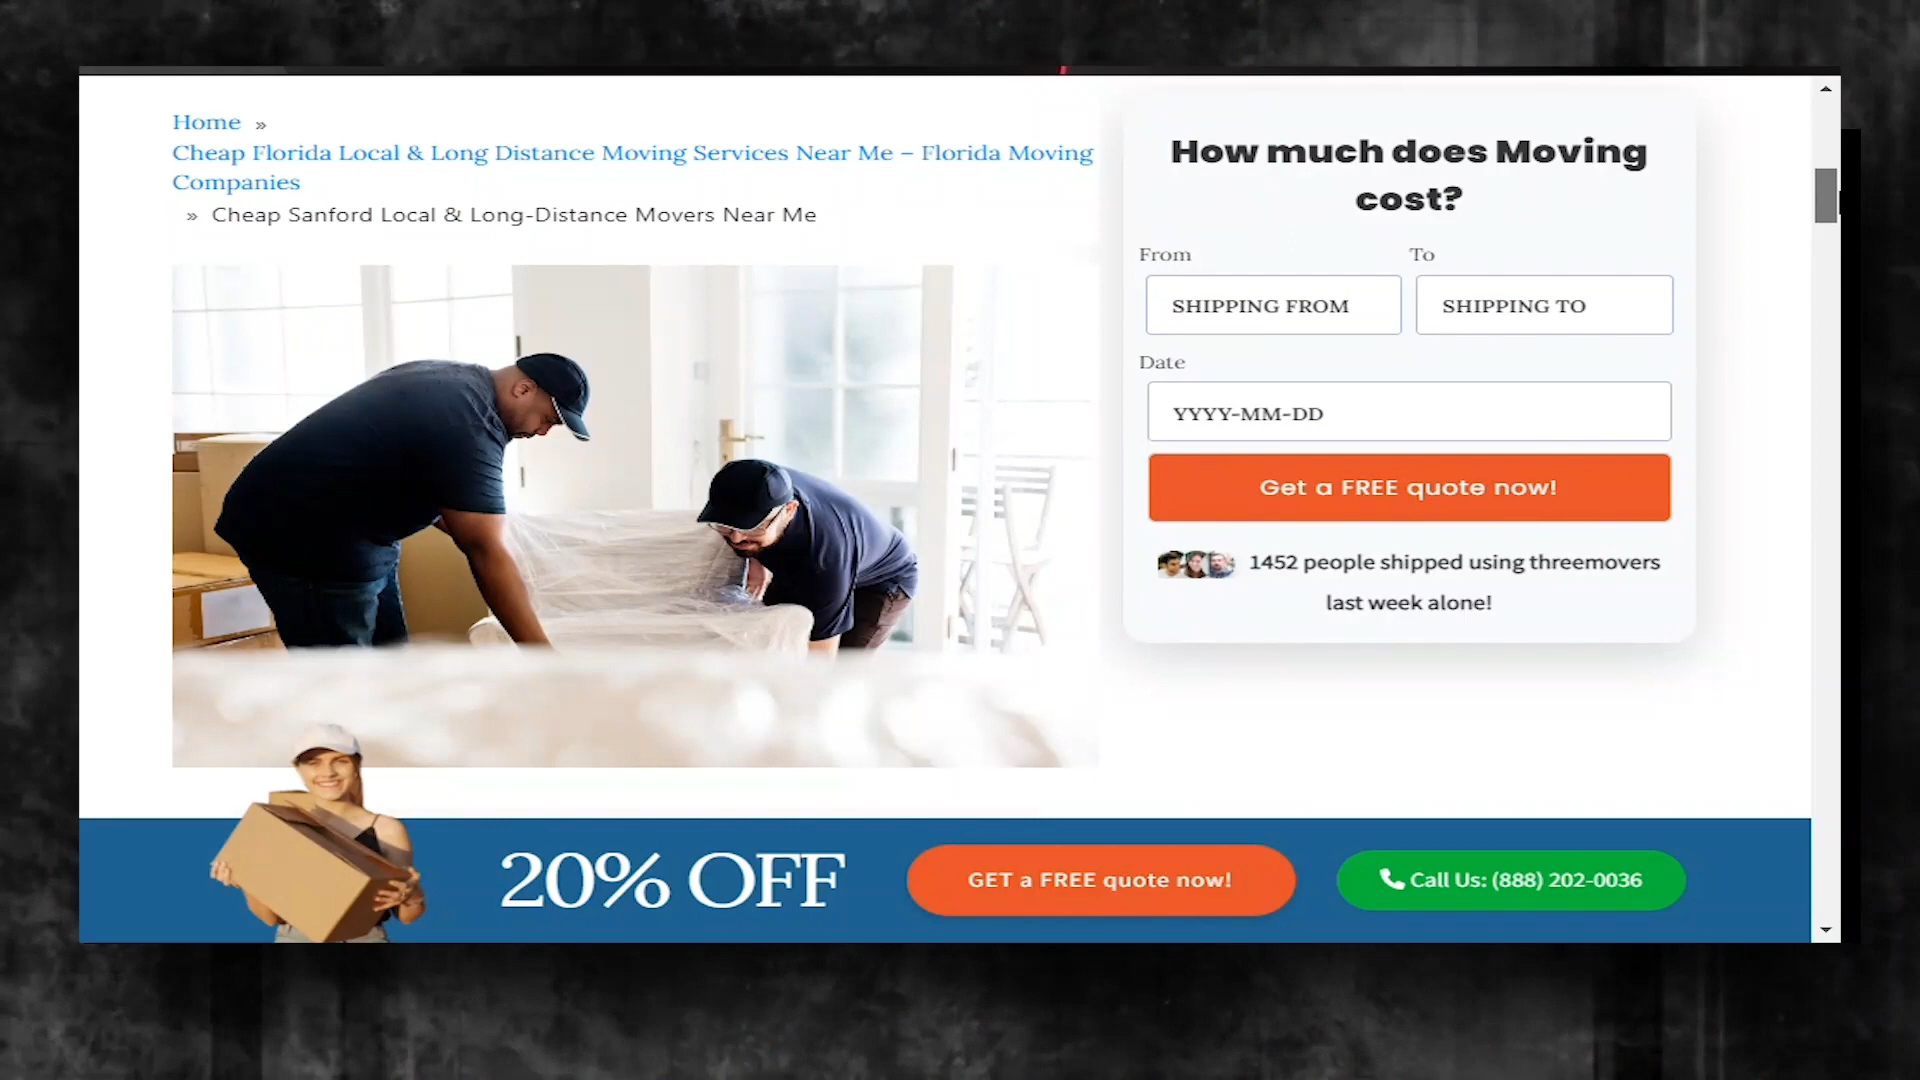 Home »
Cheap Florida Local & Long Distance Moving Services Near Me – Florida Moving
Companies
» Cheap Sanford Local & Long-Distance Movers Near Me
How much does Moving
cost?
From To
SHIPPING FROM SHIPPING TO
Date
YYYY-MM-DD
Get a FREE quote now!
1452 people shipped using threemovers
last week alone!
20% OFF
GET a FREE quote now!
Call Us: (888) 202-0036